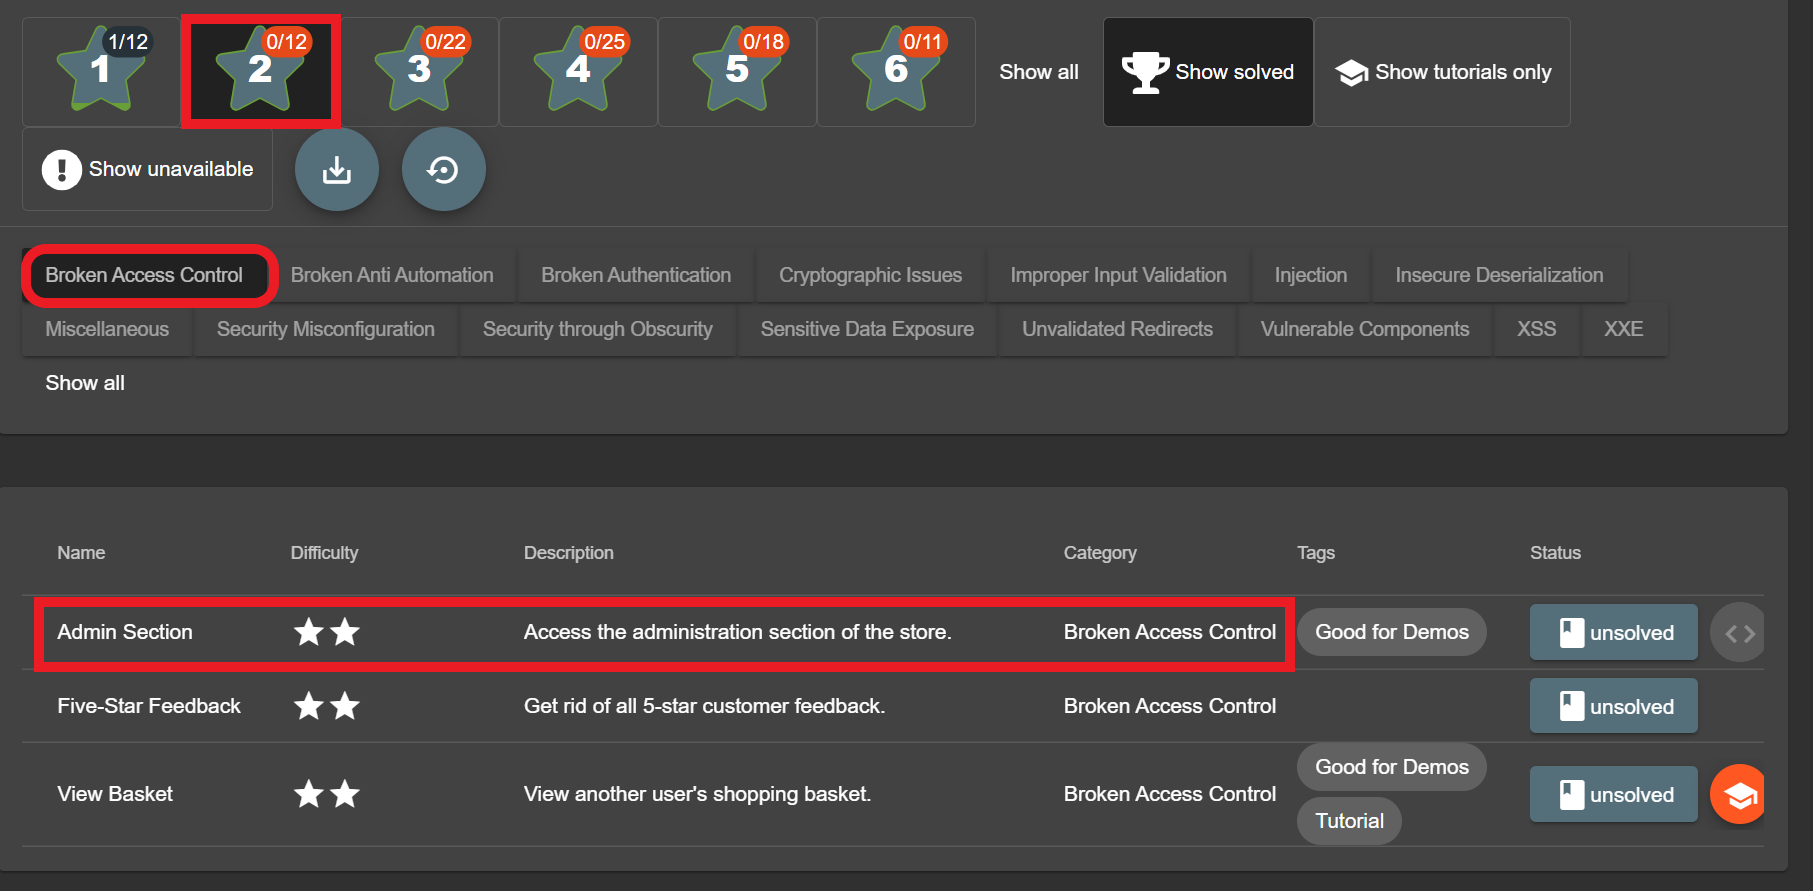 1 1/12 2 0/12 3 0/22 4 0/25 5 0/18 6 0/11 Show all Show solved Show tutorials only
! Show unavailable
Broken Access Control Broken Anti Automation Broken Authentication Cryptographic Issues Improper Input Validation Injection Insecure Deserialization
Miscellaneous Security Misconfiguration Security through Obscurity Sensitive Data Exposure Unvalidated Redirects Vulnerable Components XSS XXE
Show all
Name Difficulty Description Category Tags Status
Admin Section Access the administration section of the store. Broken Access Control Good for Demos unsolved <>
Five-Star Feedback Get rid of all 5-star customer feedback. Broken Access Control unsolved
View Basket View another user's shopping basket. Broken Access Control Good for Demos unsolved
Tutorial